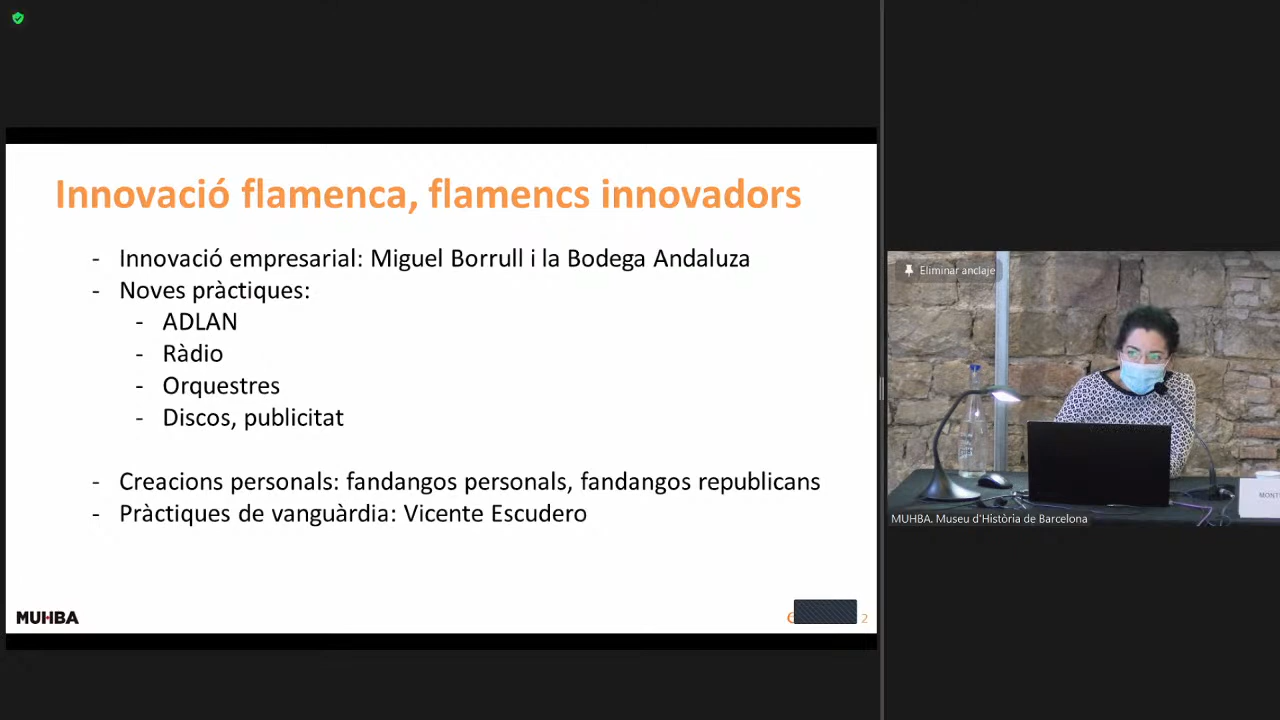 Innovació flamenca, flamencs innovadors
- Innovació empresarial: Miguel Borrull i la Bodega Andaluza
- Noves pràctiques:
- ADLAN
- Ràdio
- Orquestres
- Discos, publicitat
- Creacions personals: fandangos personals, fandangos republicans
- Pràctiques de vanguàrdia: Vicente Escudero
MUHBA
2
Eliminar anclaje
MUHBA. Museu d'Història de Barcelona